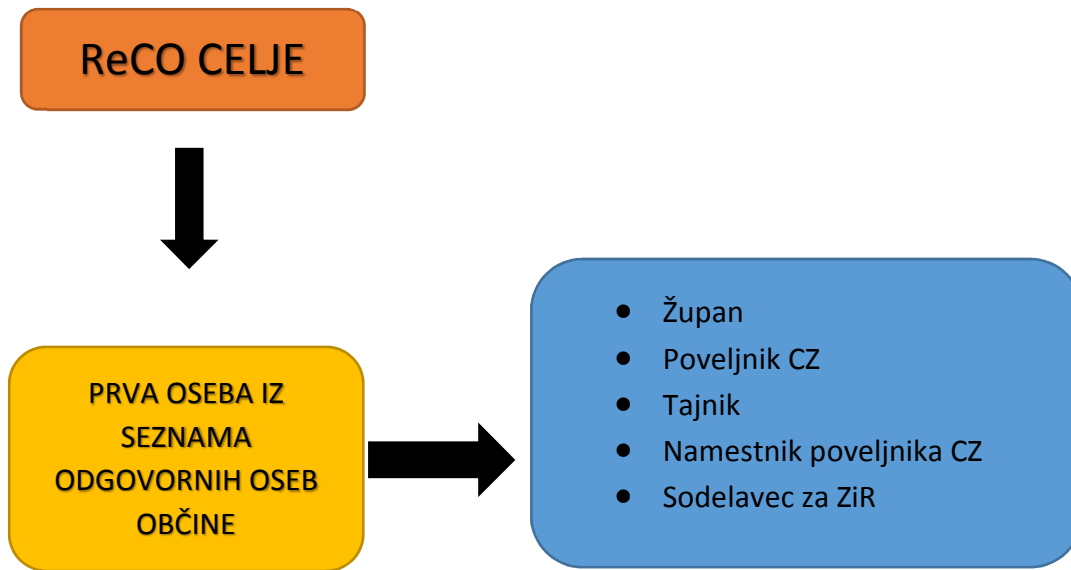 ReCO CELJE
PRVA OSEBA IZ
SEZNAMA
ODGOVORNIH OSEB
OBČINE
• Župan
• Poveljnik CZ
• Tajnik
• Namestnik poveljnika CZ
• Sodelavec za ZiR